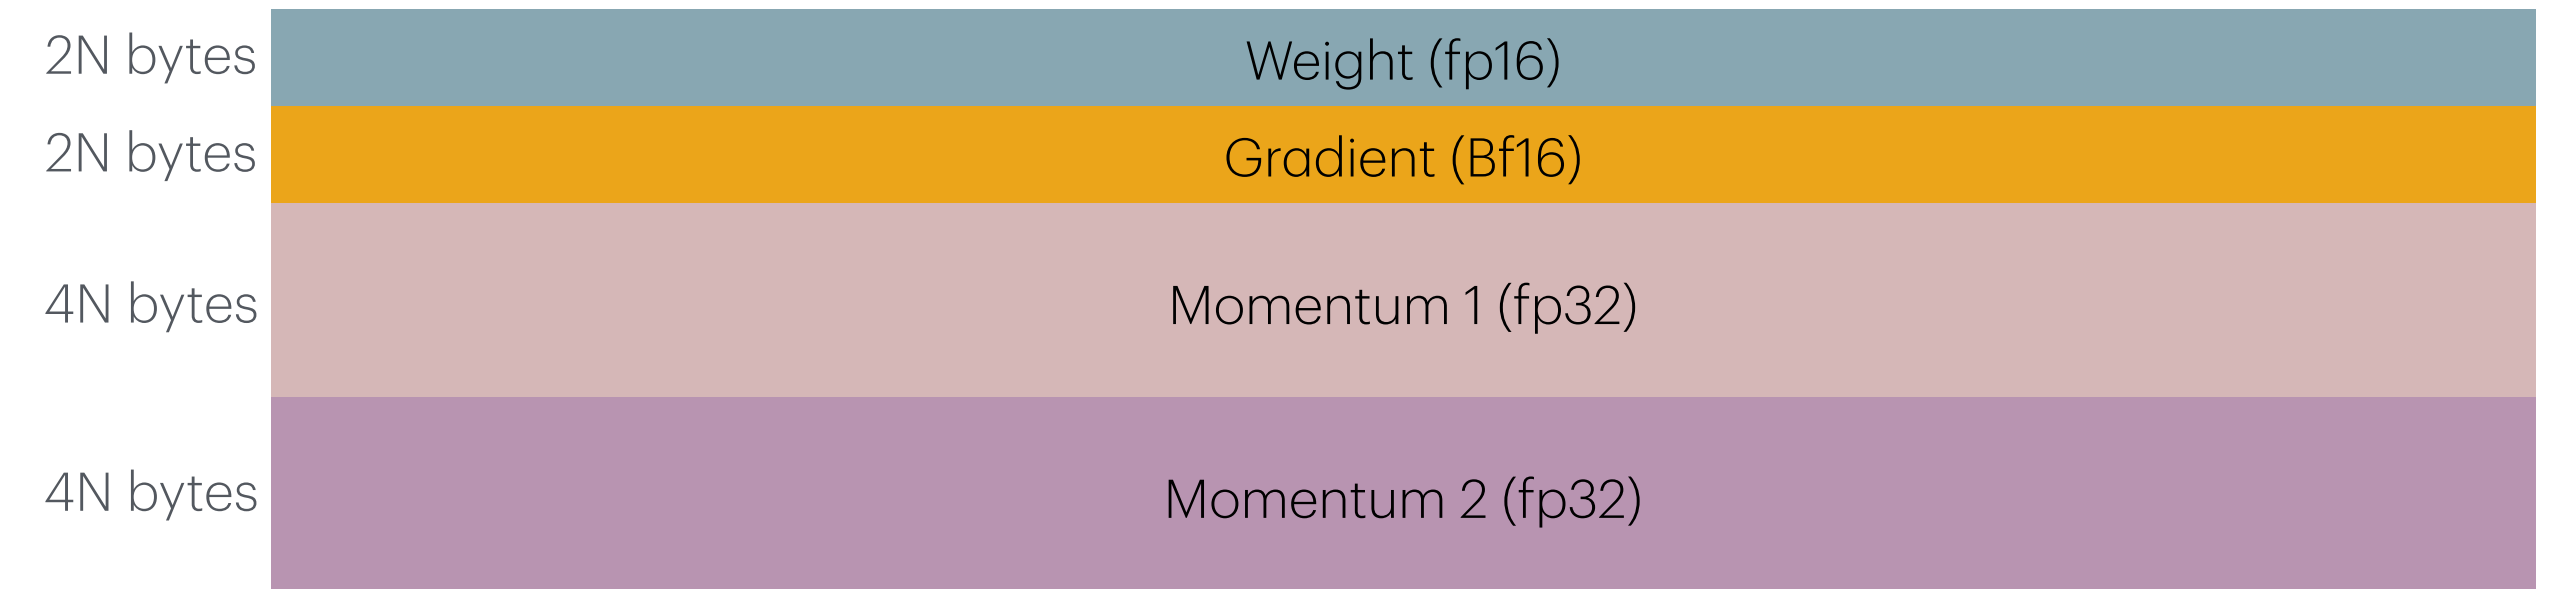 2N bytes Weight (fp16)
2N bytes Gradient (Bf16)
4N bytes Momentum 1 (fp32)
4N bytes Momentum 2 (fp32)